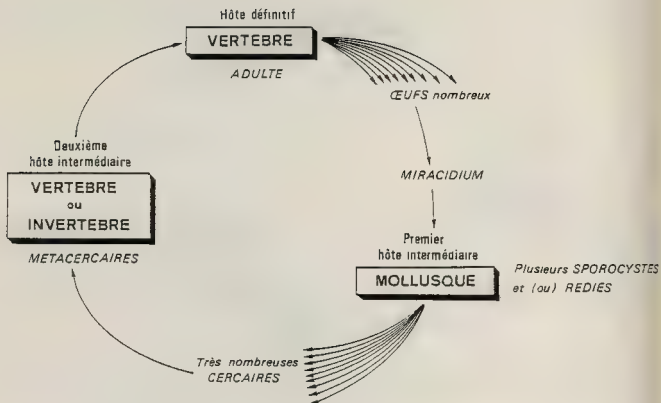 Hôte définitif
VERTEBRE
ADULTE
ŒUFS nombreux
MIRACIDIUM
Premier
hôte intermédiaire
MOLLUSQUE
Plusieurs SPOROCYSTES
et (ou) REDIES
Très nombreuses
CERCAIRES
Deuxième
hôte intermédiaire
VERTEBRE
ou
INVERTEBRE
METACERCAIRES